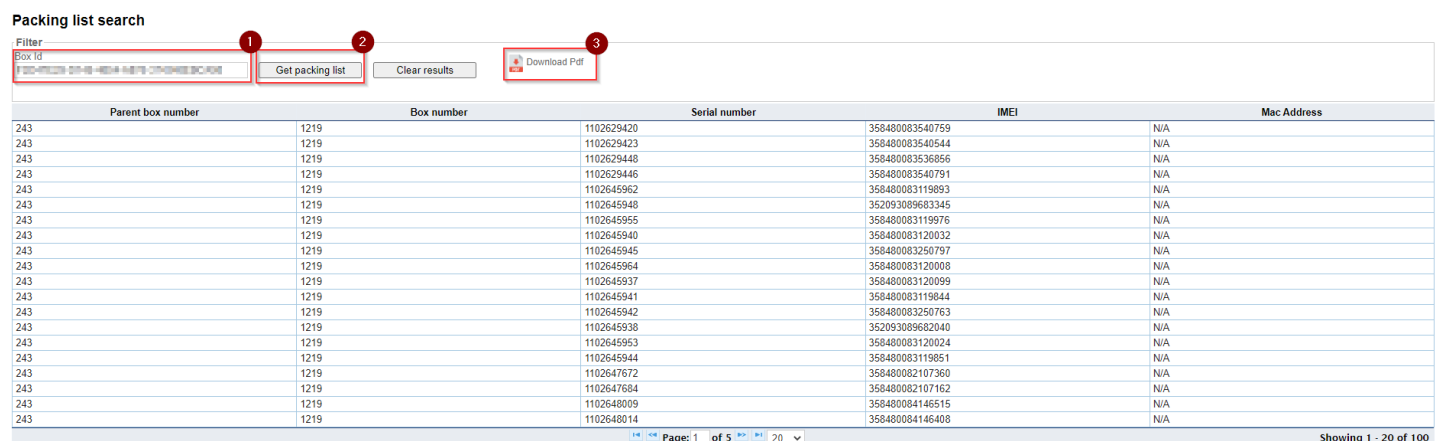 Packing list search
Filter
1 2 3
Box Id
Get packing list Clear results Download Pdf
Parent box number Box number Serial number IMEI Mac Address
243 1219 1102629420 358480083540759 N/A
243 1219 1102629423 358480083540544 N/A
243 1219 1102629448 358480083536856 N/A
243 1219 1102629446 358480083540791 N/A
243 1219 1102645962 358480083119893 N/A
243 1219 1102645948 352093089683345 N/A
243 1219 1102645955 358480083119976 N/A
243 1219 1102645940 358480083120032 N/A
243 1219 1102645945 358480083250797 N/A
243 1219 1102645964 358480083120008 N/A
243 1219 1102645937 358480083120099 N/A
243 1219 1102645941 358480083119844 N/A
243 1219 1102645942 358480083250763 N/A
243 1219 1102645938 352093089682040 N/A
243 1219 1102645953 358480083120024 N/A
243 1219 1102645944 358480083119851 N/A
243 1219 1102647672 358480082107360 N/A
243 1219 1102647684 358480082107162 N/A
243 1219 1102648009 358480084146515 N/A
243 1219 1102648014 358480084146408 N/A
Page: 1 of 5 20 Showing 1 - 20 of 100